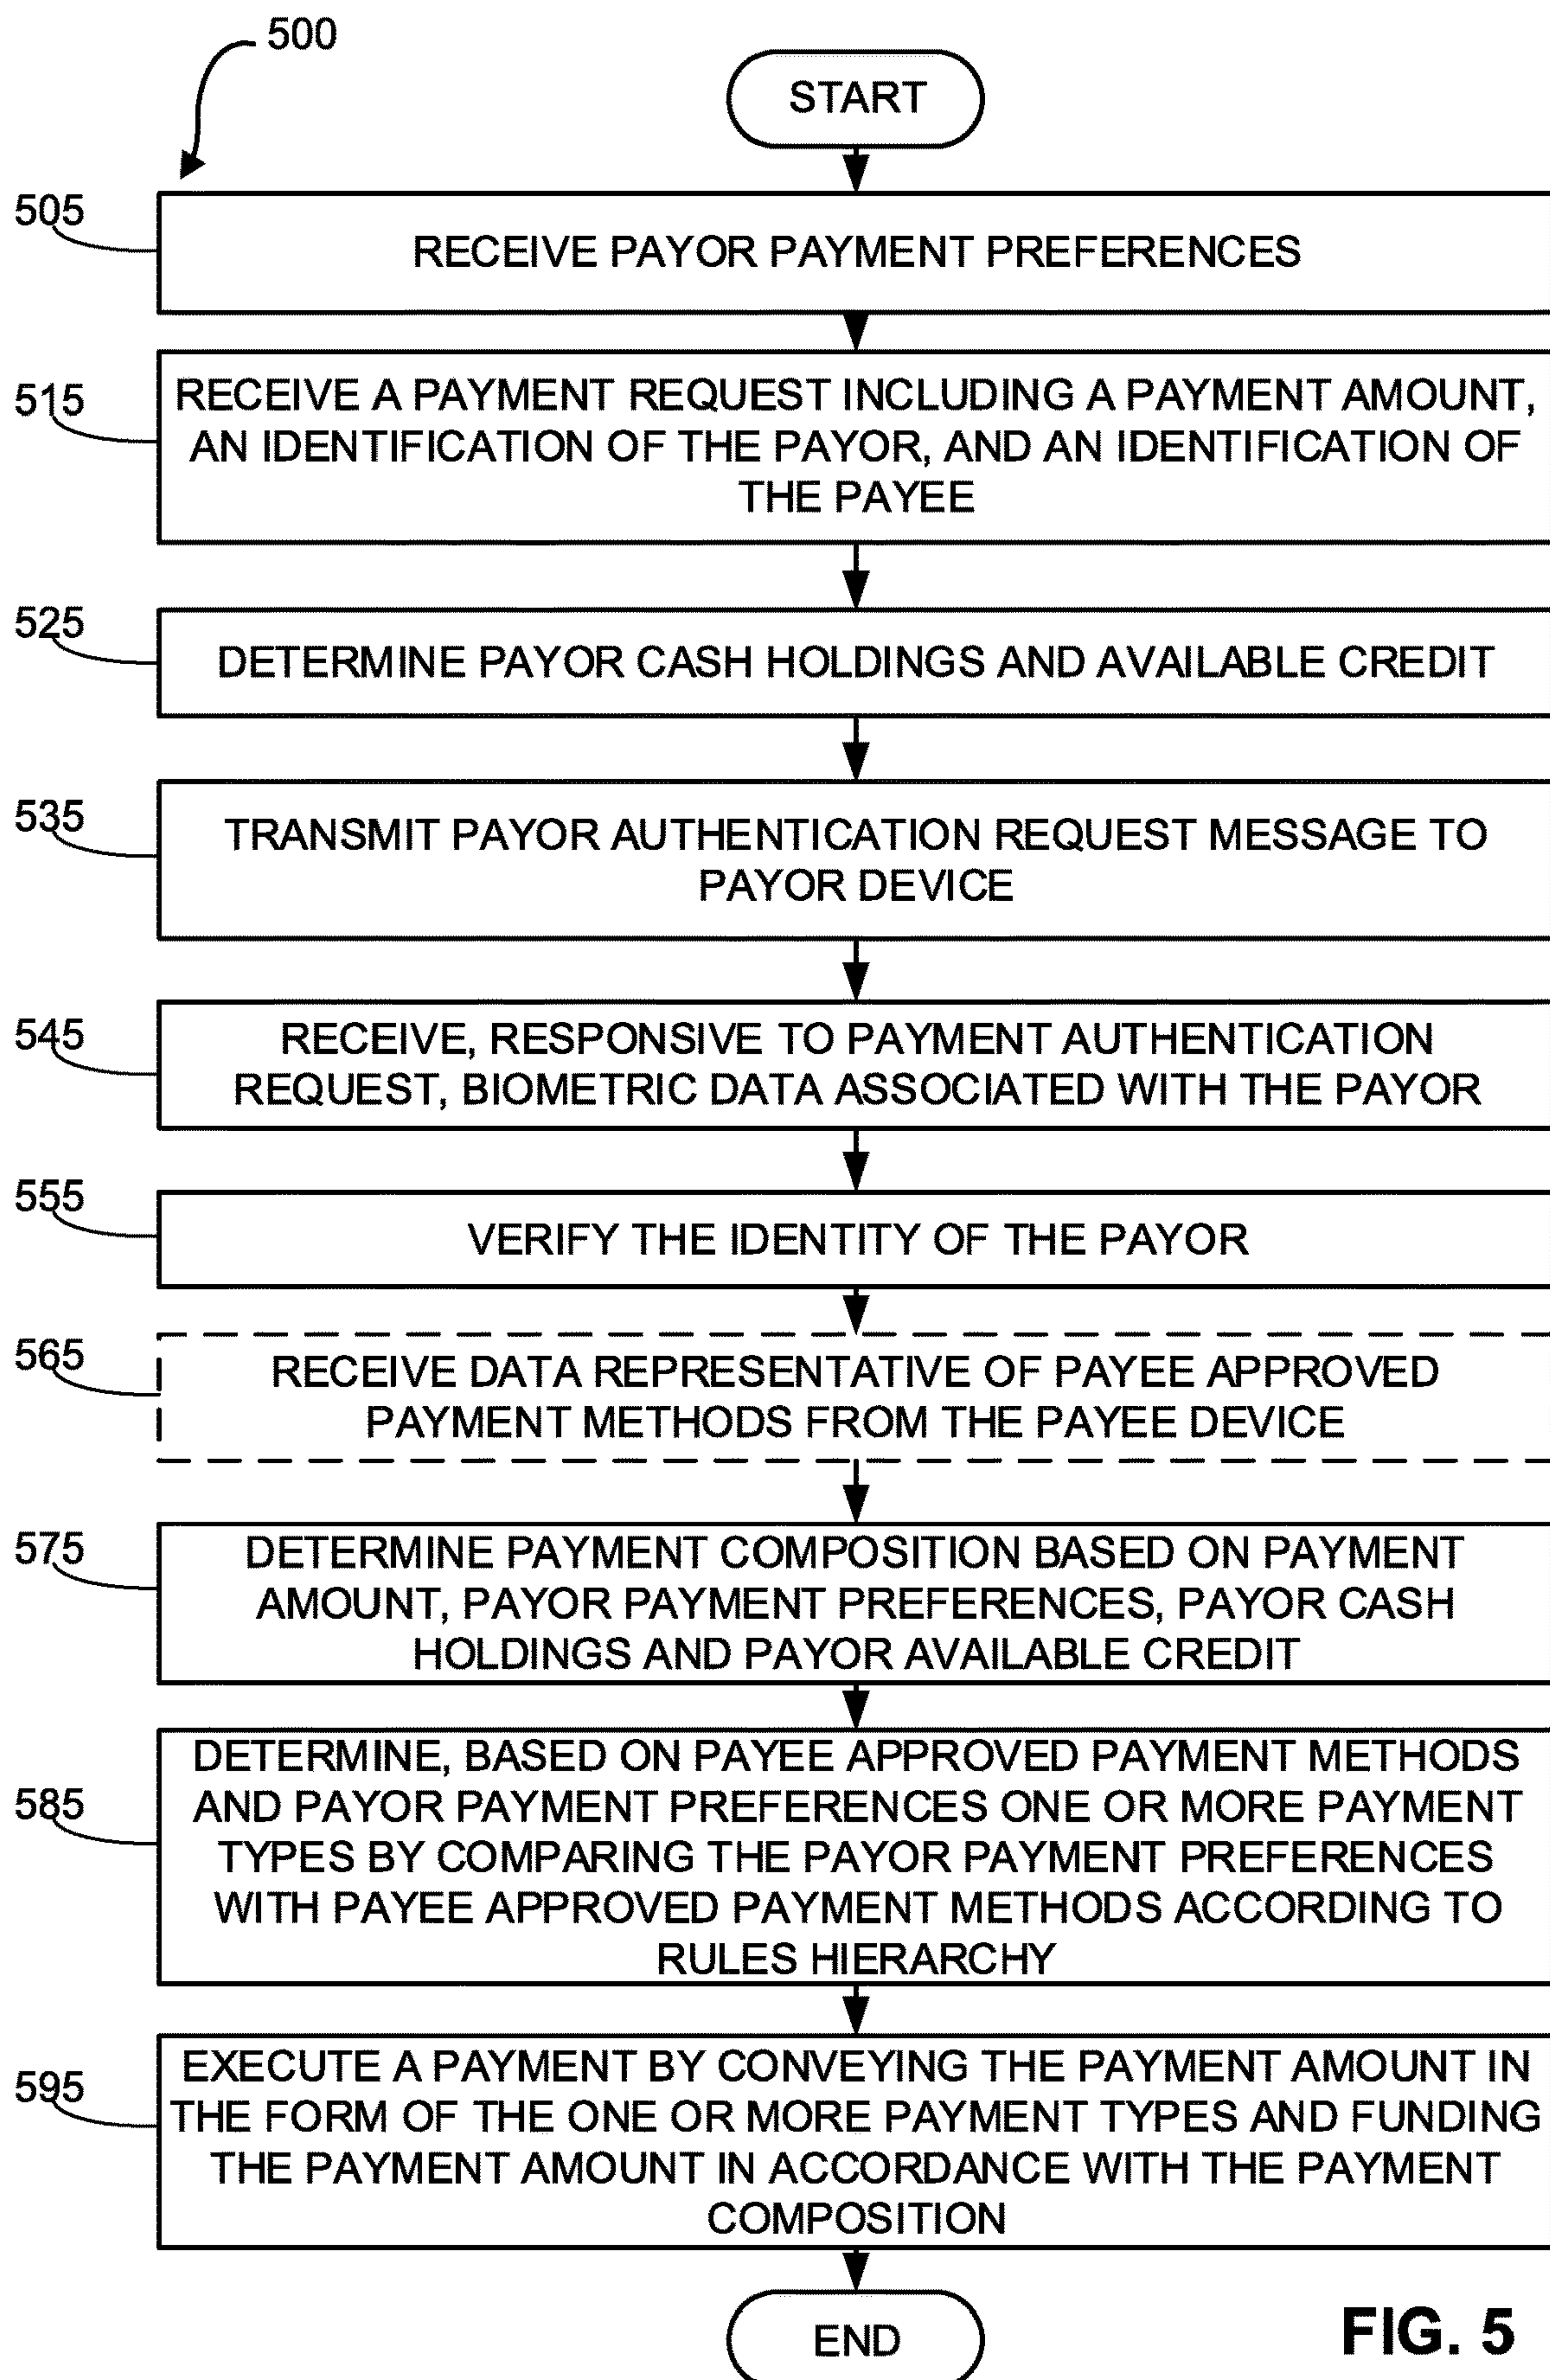 500
START
505
RECEIVE PAYOR PAYMENT PREFERENCES
515
RECEIVE A PAYMENT REQUEST INCLUDING A PAYMENT AMOUNT,
AN IDENTIFICATION OF THE PAYOR, AND AN IDENTIFICATION OF
THE PAYEE
525
DETERMINE PAYOR CASH HOLDINGS AND AVAILABLE CREDIT
535
TRANSMIT PAYOR AUTHENTICATION REQUEST MESSAGE TO
PAYOR DEVICE
545
RECEIVE, RESPONSIVE TO PAYMENT AUTHENTICATION
REQUEST, BIOMETRIC DATA ASSOCIATED WITH THE PAYOR
555
VERIFY THE IDENTITY OF THE PAYOR
565
RECEIVE DATA REPRESENTATIVE OF PAYEE APPROVED
PAYMENT METHODS FROM THE PAYEE DEVICE
575
DETERMINE PAYMENT COMPOSITION BASED ON PAYMENT
AMOUNT, PAYOR PAYMENT PREFERENCES, PAYOR CASH
HOLDINGS AND PAYOR AVAILABLE CREDIT
585
DETERMINE, BASED ON PAYEE APPROVED PAYMENT METHODS
AND PAYOR PAYMENT PREFERENCES ONE OR MORE PAYMENT
TYPES BY COMPARING THE PAYOR PAYMENT PREFERENCES
WITH PAYEE APPROVED PAYMENT METHODS ACCORDING TO
RULES HIERARCHY
595
EXECUTE A PAYMENT BY CONVEYING THE PAYMENT AMOUNT IN
THE FORM OF THE ONE OR MORE PAYMENT TYPES AND FUNDING
THE PAYMENT AMOUNT IN ACCORDANCE WITH THE PAYMENT
COMPOSITION
END
FIG. 5